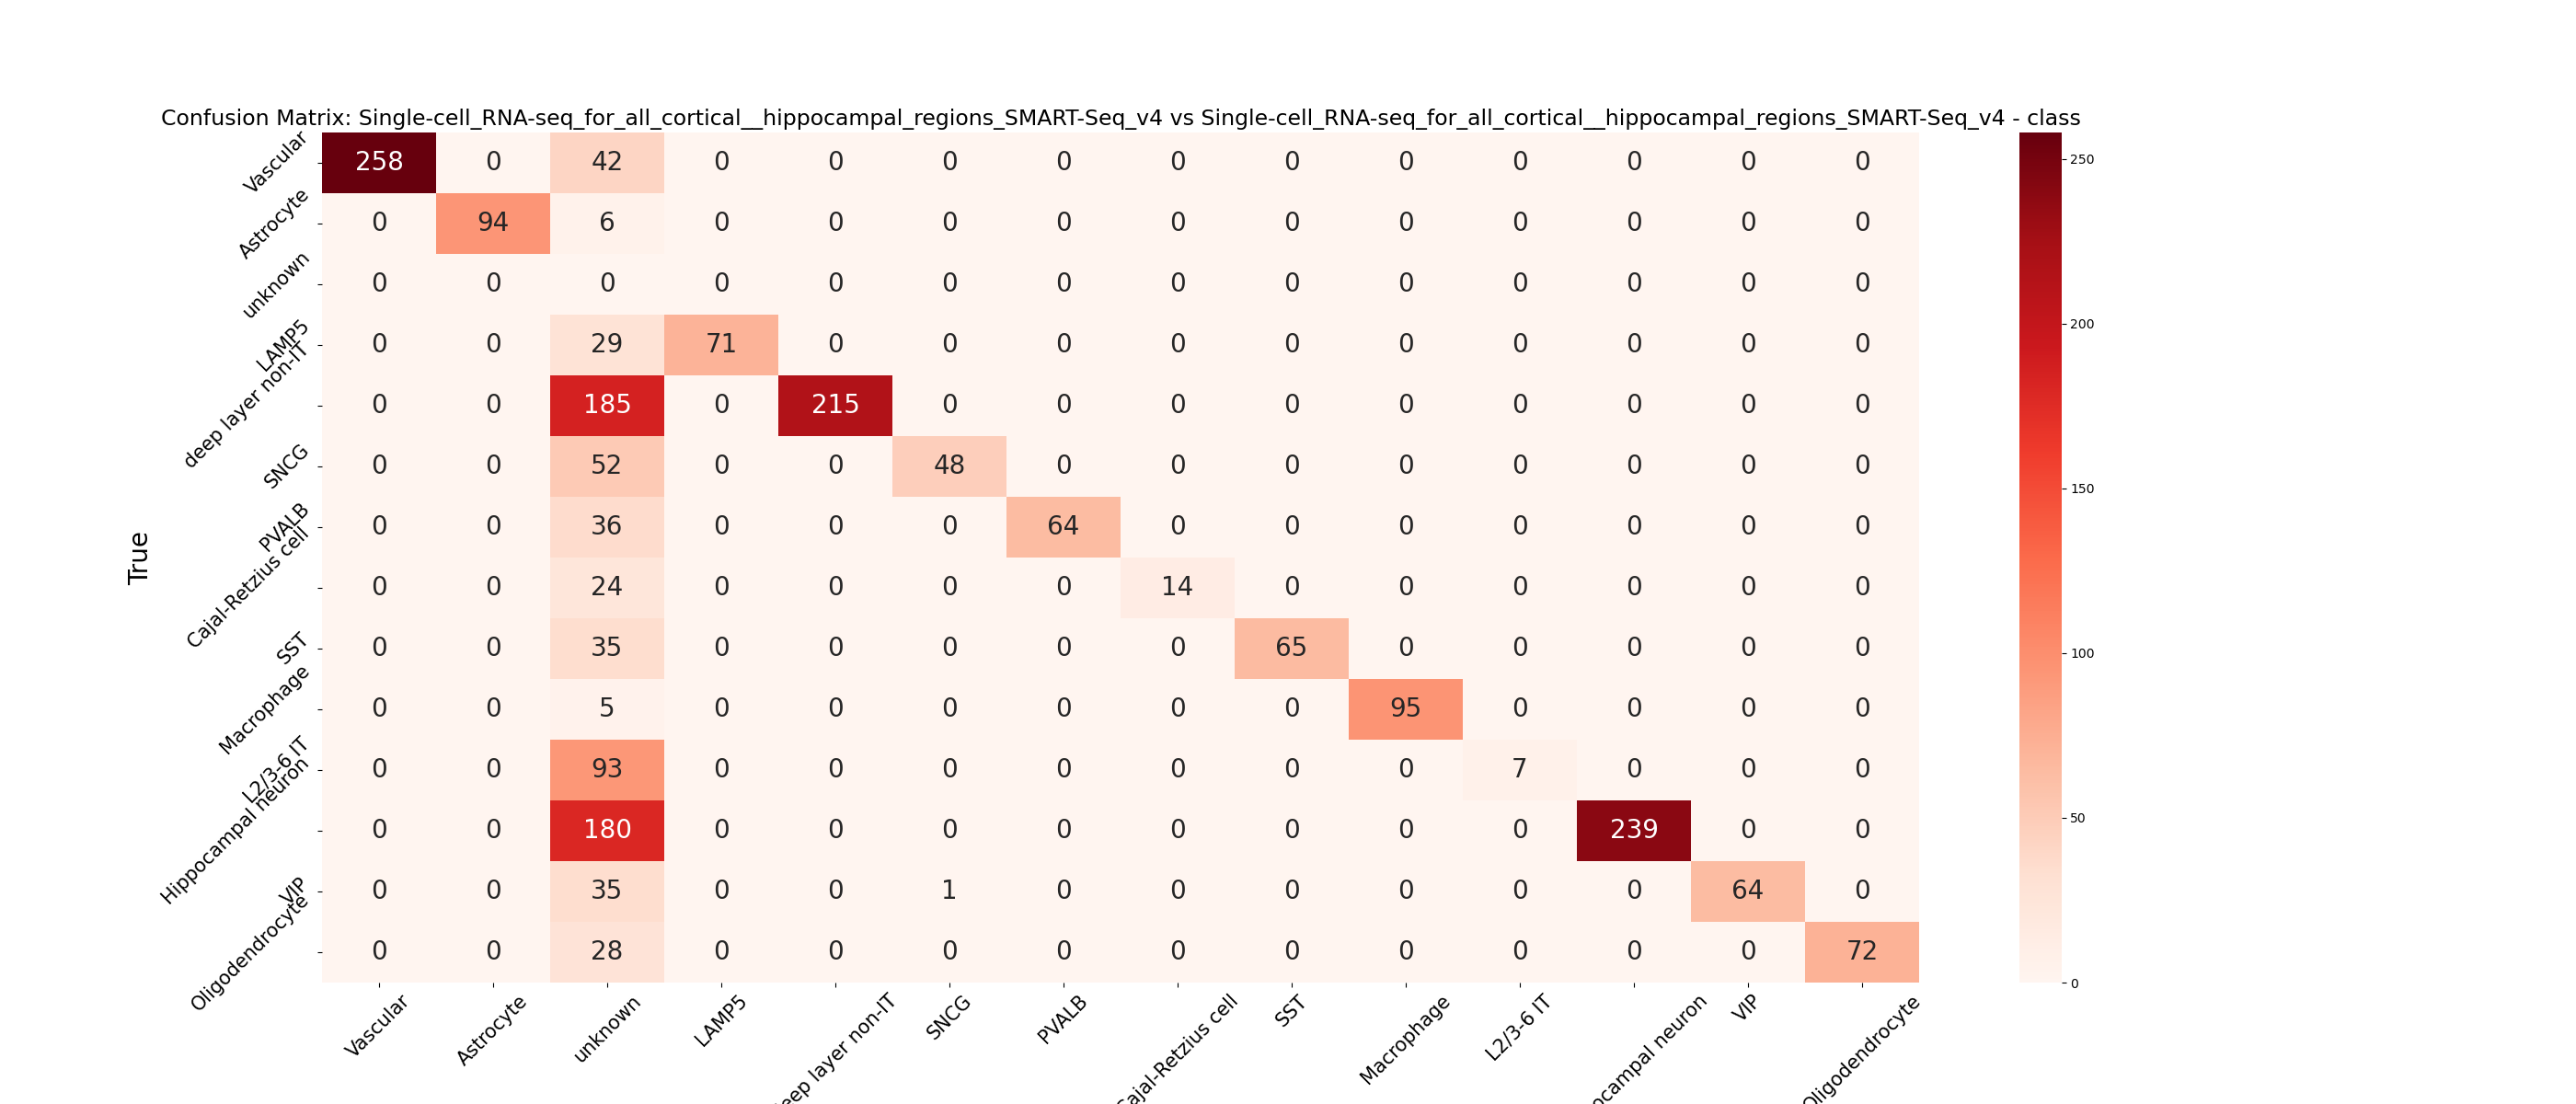 Confusion Matrix: Single-cell_RNA-seq_for_all_cortical__hippocampal_regions_SMART-Seq_v4 vs Single-cell_RNA-seq_for_all_cortical__hippocampal_regions_SMART-Seq_v4 - class
True
Vascular 258 0 42 0 0 0 0 0 0 0 0 0 0 0
Astrocyte 0 94 6 0 0 0 0 0 0 0 0 0 0 0
unknown 0 0 0 0 0 0 0 0 0 0 0 0 0 0
LAMP5 0 0 29 71 0 0 0 0 0 0 0 0 0 0
deep layer non-IT 0 0 185 0 215 0 0 0 0 0 0 0 0 0
SNCG 0 0 52 0 0 48 0 0 0 0 0 0 0 0
PVALB 0 0 36 0 0 0 64 0 0 0 0 0 0 0
Cajal-Retzius cell 0 0 24 0 0 0 0 14 0 0 0 0 0 0
SST 0 0 35 0 0 0 0 0 65 0 0 0 0 0
Macrophage 0 0 5 0 0 0 0 0 0 95 0 0 0 0
L2/3-6 IT 0 0 93 0 0 0 0 0 0 0 7 0 0 0
Hippocampal neuron 0 0 180 0 0 0 0 0 0 0 0 239 0 0
VIP 0 0 35 0 0 1 0 0 0 0 0 0 64 0
Oligodendrocyte 0 0 28 0 0 0 0 0 0 0 0 0 0 72
Vascular Astrocyte unknown LAMP5 layer non-IT SNCG PVALB Cajal-Retzius cell SST Macrophage L2/3-6 IT neuron VIP Oligodendrocyte
250
200
150
100
50
0